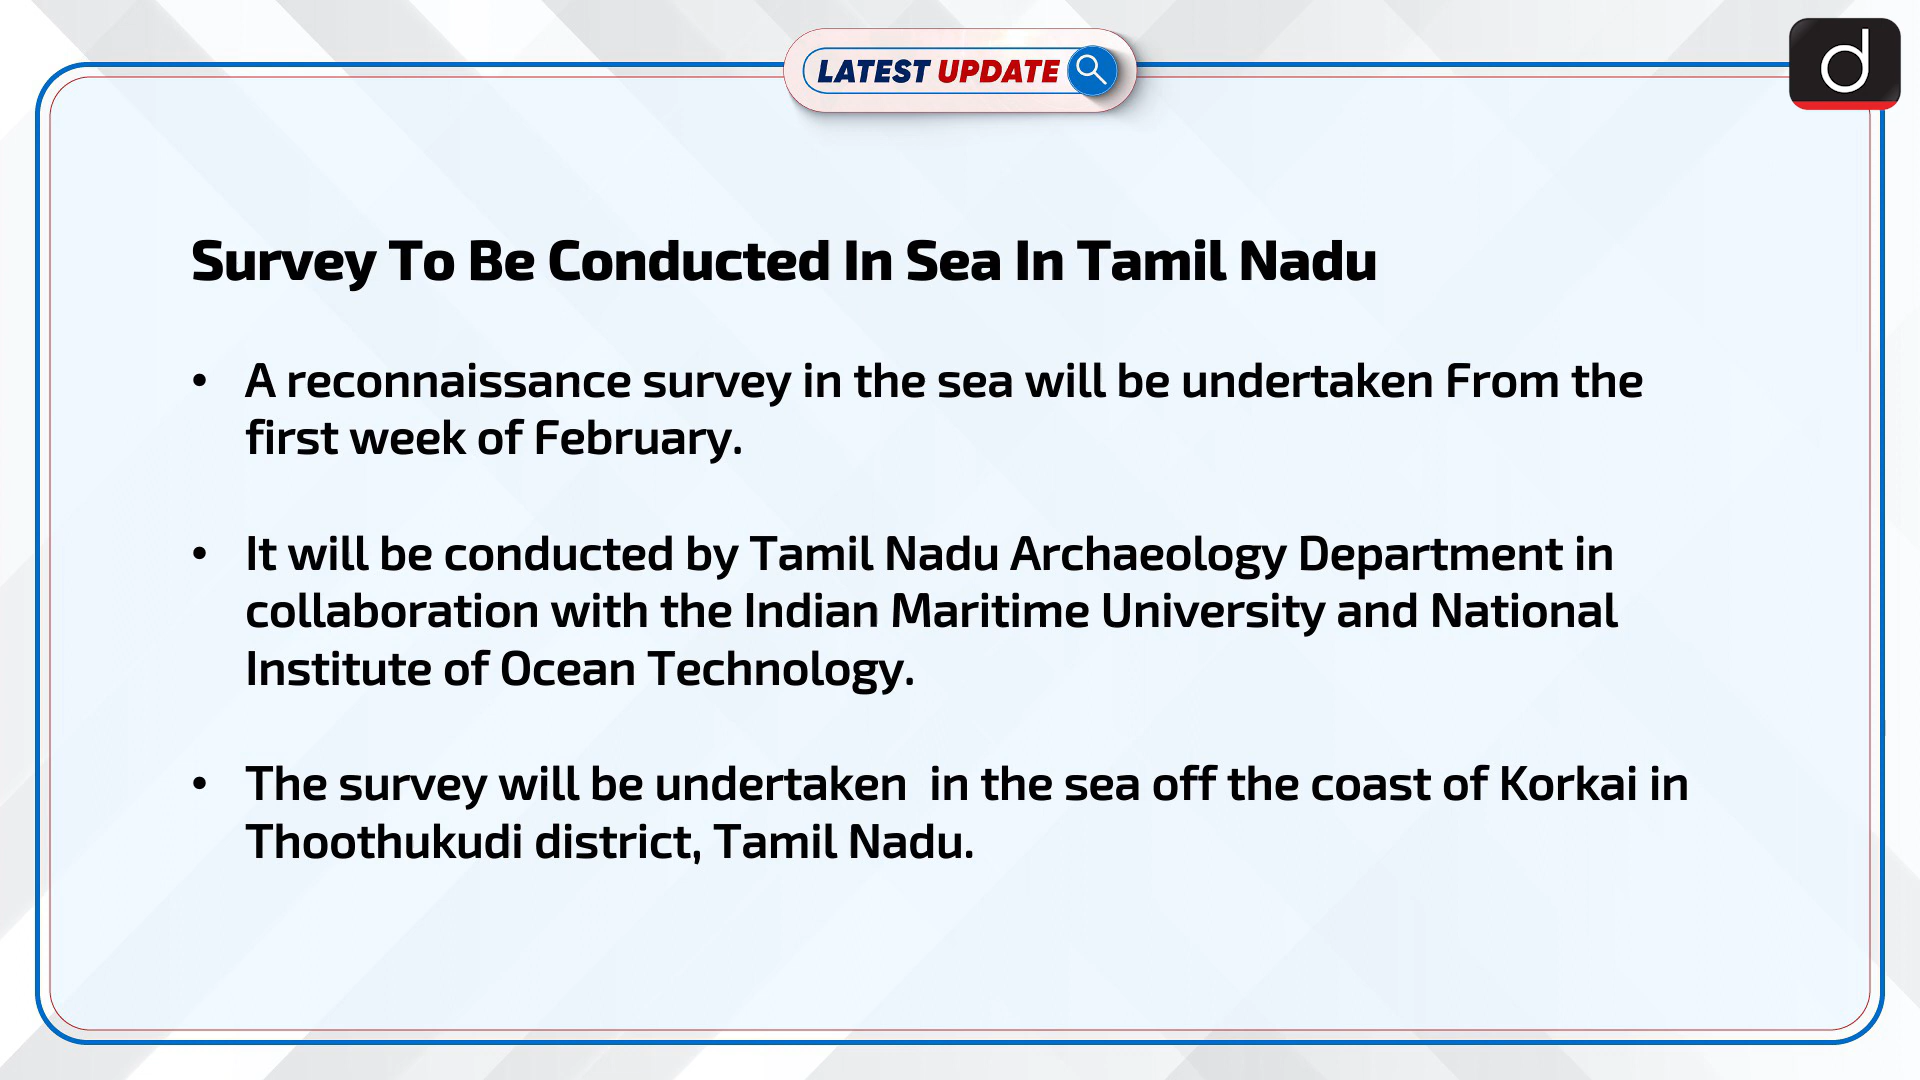 LATEST UPDATE
d
Survey To Be Conducted In Sea In Tamil Nadu
• A reconnaissance survey in the sea will be undertaken From the
first week of February.
• It will be conducted by Tamil Nadu Archaeology Department in
collaboration with the Indian Maritime University and National
Institute of Ocean Technology.
• The survey will be undertaken  in the sea off the coast of Korkai in
Thoothukudi district, Tamil Nadu.